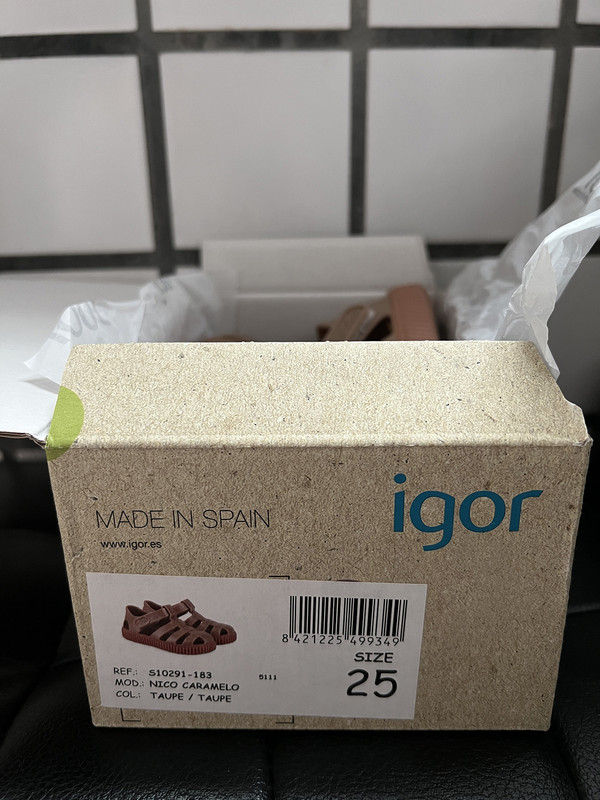 MADE IN SPAIN
www.igor.es
igor
8 421225 499349
SIZE
25
REF.: S10291-183
5111
MOD.: NICO CARAMELO
COL.: TAUPE / TAUPE